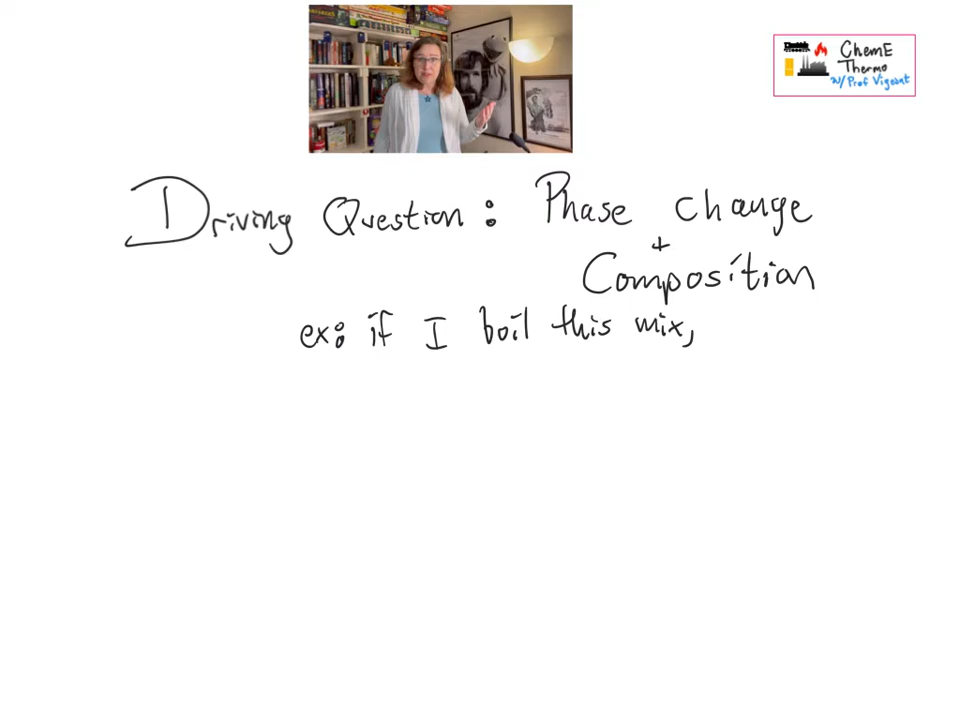 ChemE
Thermo
w/ Prof Vigeant
Driving Question: Phase change
+
Composition
ex: if I boil this mix,